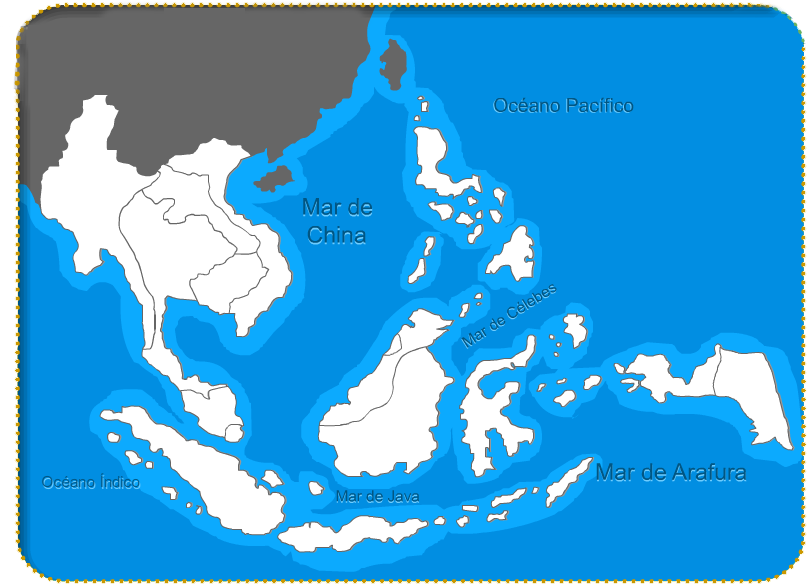 Océano Pacífico
Mar de
China
Mar de Célebes
Mar de Arafura
Océano Índico
Mar de Java